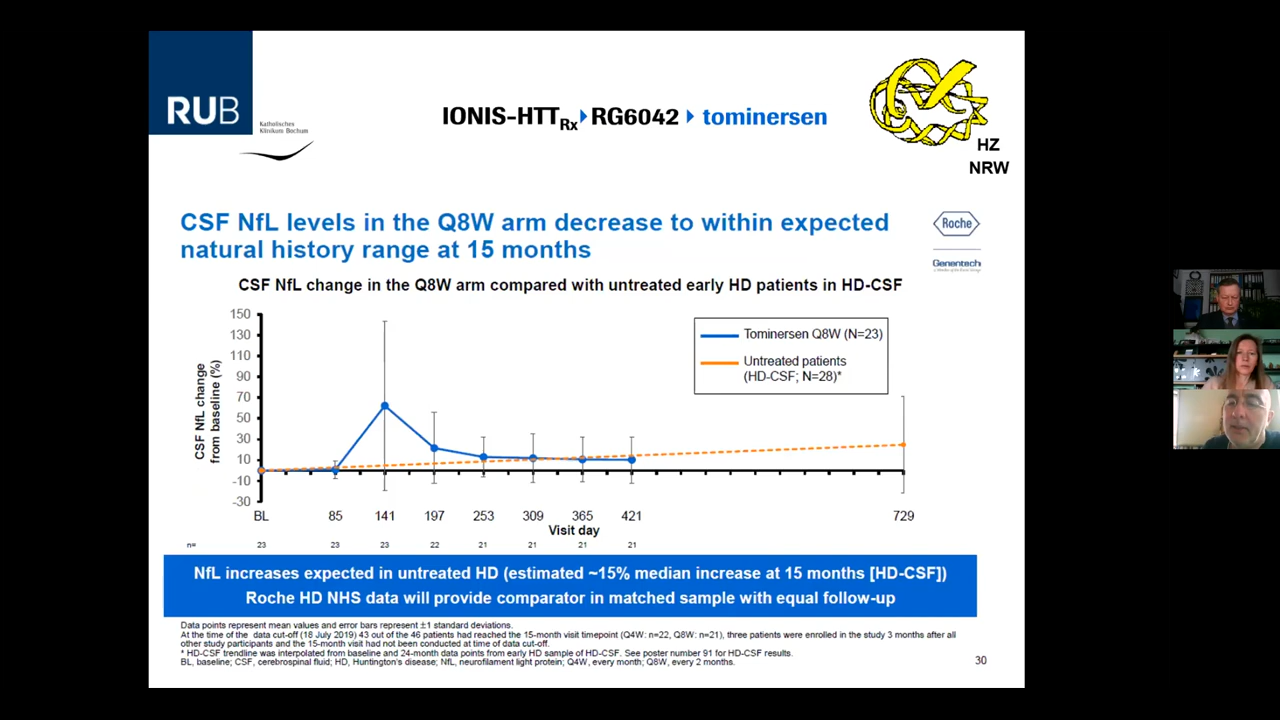 RUB
Katholisches
Klinikum Bochum
IONIS-HTTRx RG6042 tominersen
HZ
NRW
CSF NfL levels in the Q8W arm decrease to within expected
natural history range at 15 months
Roche
Genentech
CSF NfL change in the Q8W arm compared with untreated early HD patients in HD-CSF
CSF NfL change
from baseline (%)
150
130
110
90
70
50
30
10
-10
-30
Tominersen Q8W (N=23)
Untreated patients
(HD-CSF; N=28)*
BL 85 141 197 253 309 365 421 729
Visit day
n= 23 23 23 22 21 21 21 21
NfL increases expected in untreated HD (estimated ~15% median increase at 15 months [HD-CSF])
Roche HD NHS data will provide comparator in matched sample with equal follow-up
Data points represent mean values and error bars represent ±1 standard deviations.
At the time of the data cut-off (18 July 2019) 43 out of the 46 patients had reached the 15-month visit timepoint (Q4W: n=22, Q8W: n=21), three patients were enrolled in the study 3 months after all
other study participants and the 15-month visit had not been conducted at time of data cut-off.
* HD-CSF trendline was interpolated from baseline and 24-month data points from early HD sample of HD-CSF. See poster number 91 for HD-CSF results.
BL, baseline; CSF, cerebrospinal fluid; HD, Huntington's disease; NfL, neurofilament light protein; Q4W, every month; Q8W, every 2 months.
30